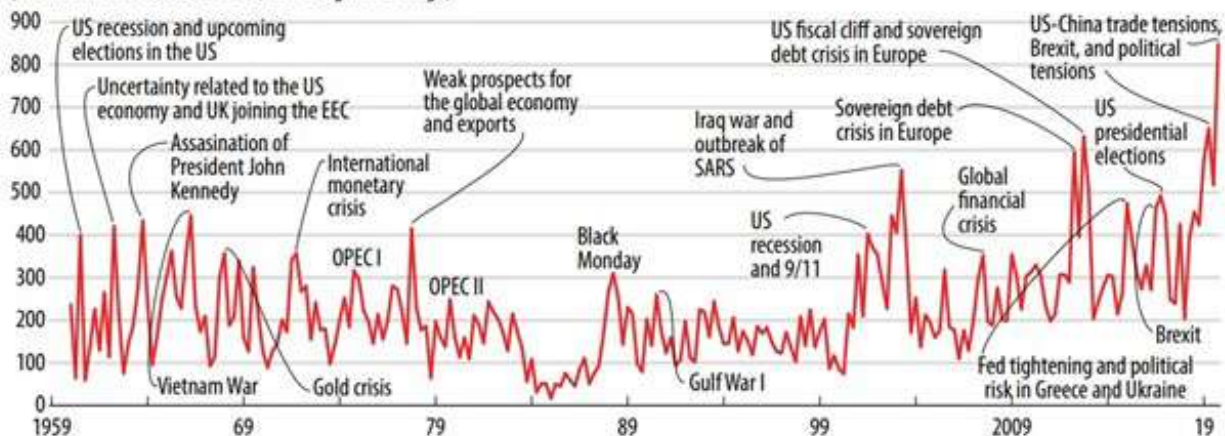 900
800
700
600
500
400
300
200
100
0
1959
69
79
89
99
2009
19
US recession and upcoming
elections in the US
Uncertainty related to the US
economy and UK joining the EEC
Assasination of
President John
Kennedy
Vietnam War
Gold crisis
International
monetary
crisis
OPEC I
Weak prospects for
the global economy
and exports
OPEC II
Black
Monday
Gulf War I
US
recession
and 9/11
Iraq war and
outbreak of
SARS
Global
financial
crisis
Sovereign debt
crisis in Europe
US fiscal cliff and sovereign
debt crisis in Europe
Fed tightening and political
risk in Greece and Ukraine
Brexit
US
presidential
elections
US-China trade tensions,
Brexit, and political
tensions